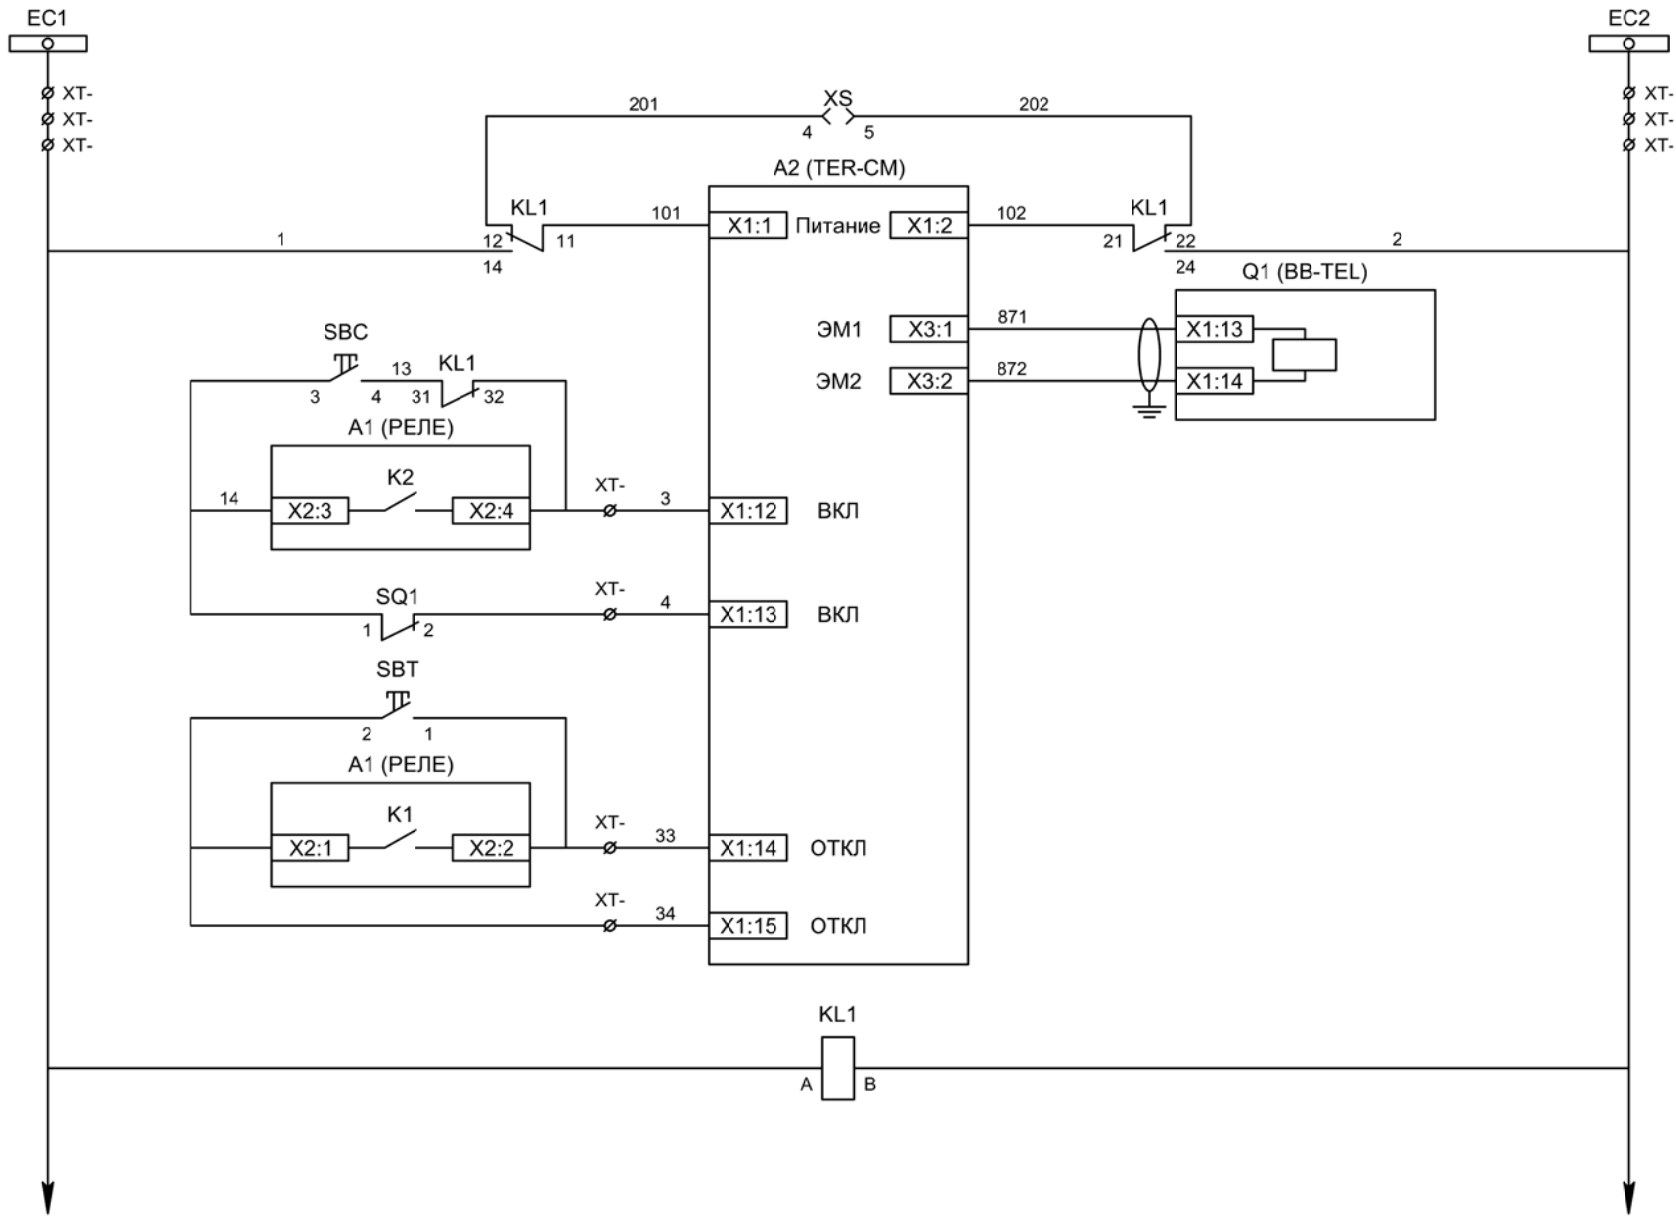 EC1
EC2
XT-
XT-
XT-
XT-
XT-
XT-
201
XS
202
4
5
A2 (TER-CM)
KL1
101
X1:1
Питание
X1:2
102
KL1
1
12
11
21
22
2
14
24
Q1 (BB-TEL)
ЭМ1
X3:1
871
X1:13
ЭМ2
X3:2
872
X1:14
SBC
13
KL1
3
4
31
32
A1 (РЕЛЕ)
K2
XT-
14
X2:3
X2:4
3
X1:12
ВКЛ
SQ1
XT-
4
X1:13
ВКЛ
1
2
SBT
2
1
A1 (РЕЛЕ)
K1
XT-
33
X2:1
X2:2
X1:14
ОТКЛ
XT-
34
X1:15
ОТКЛ
KL1
A
B